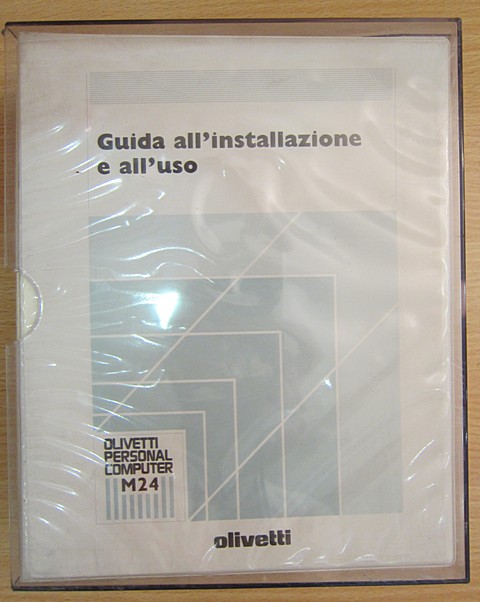 Guida all'installazione
e all'uso
OLIVETTI
PERSONAL
COMPUTER
M24
olivetti